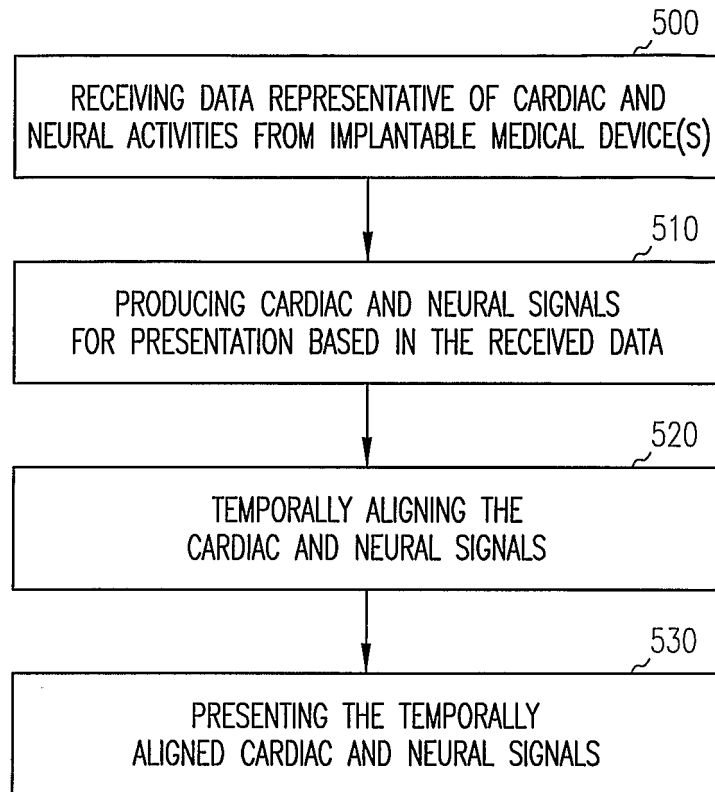 500
RECEIVING DATA REPRESENTATIVE OF CARDIAC AND
NEURAL ACTIVITIES FROM IMPLANTABLE MEDICAL DEVICE(S)
510
PRODUCING CARDIAC AND NEURAL SIGNALS
FOR PRESENTATION BASED IN THE RECEIVED DATA
520
TEMPORALLY ALIGNING THE
CARDIAC AND NEURAL SIGNALS
530
PRESENTING THE TEMPORALLY
ALIGNED CARDIAC AND NEURAL SIGNALS